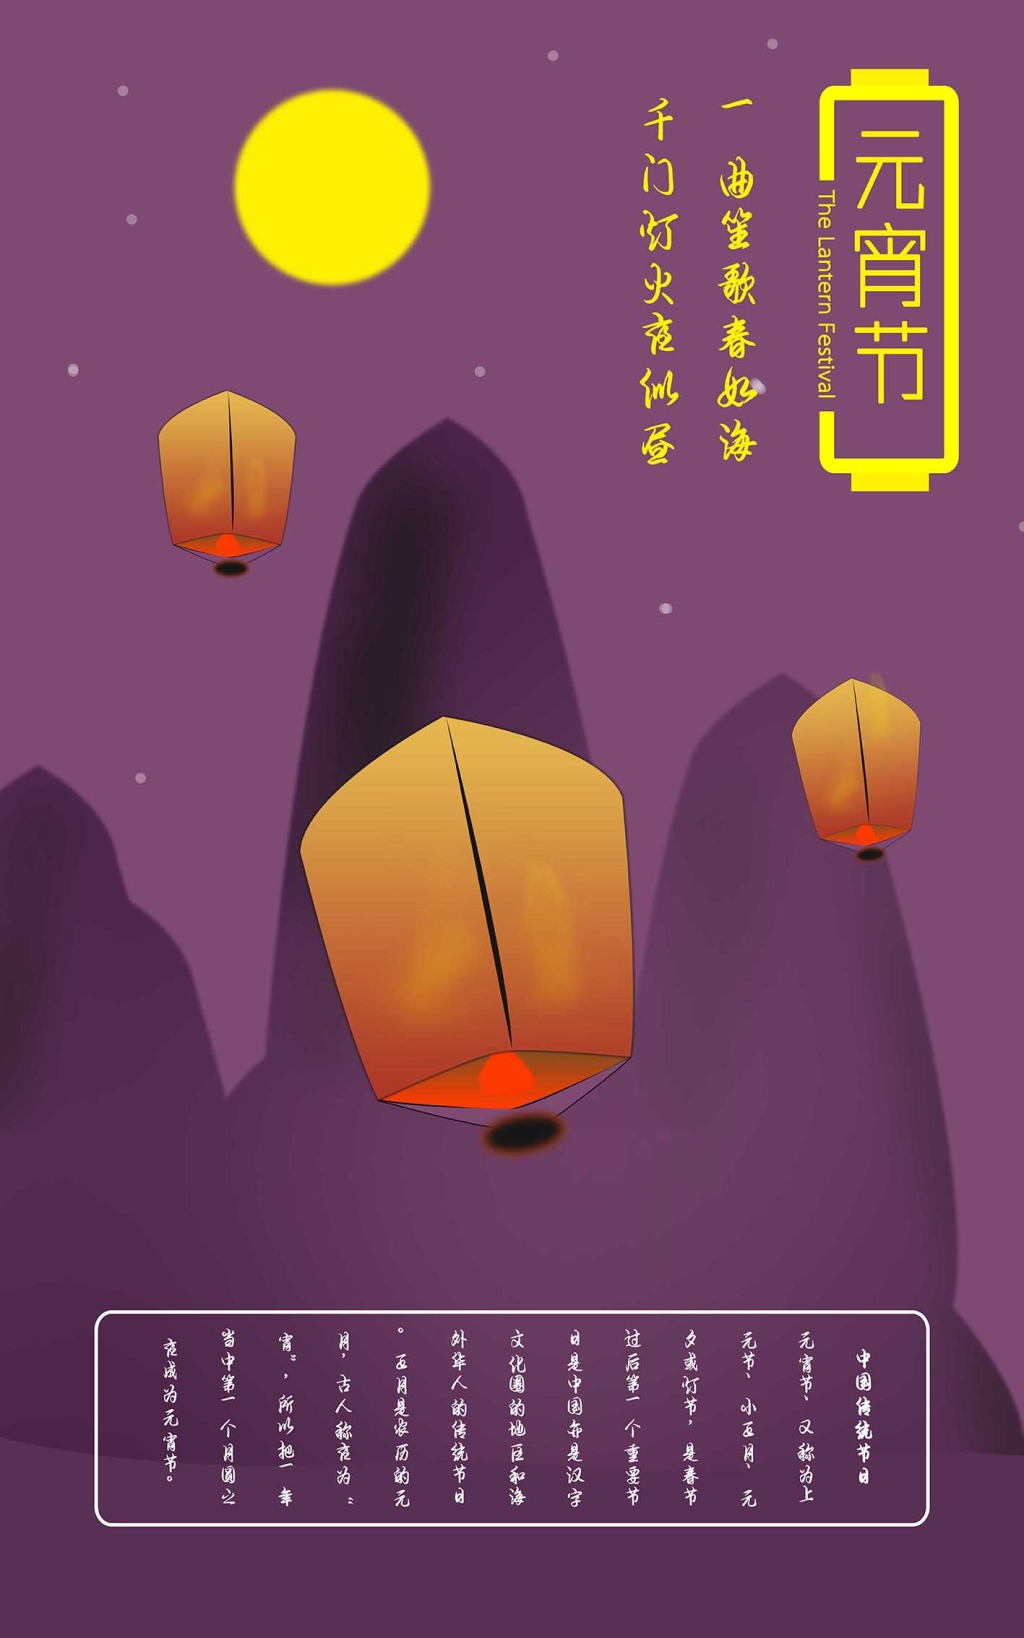 元宵节
The Lantern Festival
一曲笙歌春如海
千门灯火夜似昼
中国传统节日
元宵节、又称为上
元节、小正月、元
夕或灯节，是春节
过后第一个重要节
日是中国亦是汉字
文化圈的地区和海
外华人的传统节日
。正月是农历的元
月，古人称夜为“
宵”，所以把一年
当中第一个月圆之
夜成为元宵节。